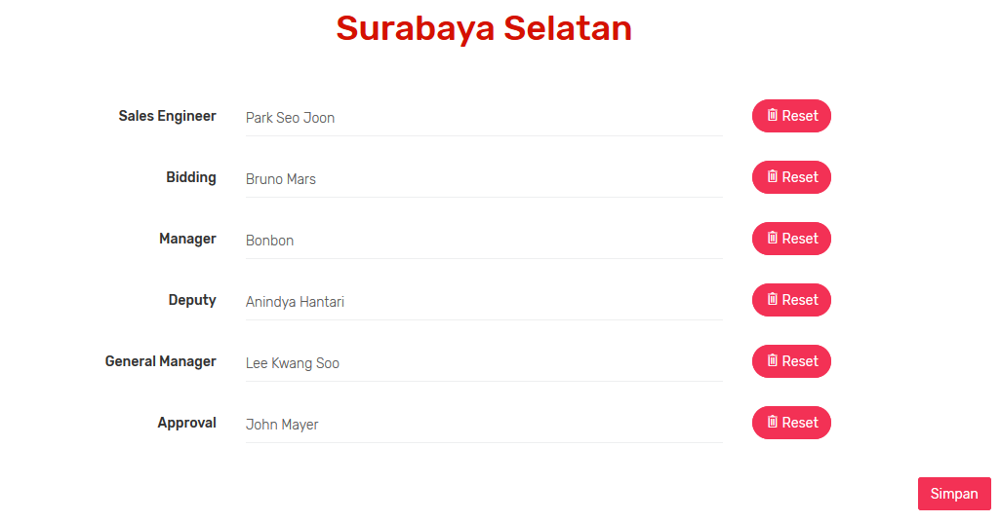 Surabaya Selatan
Sales Engineer Park Seo Joon Reset
Bidding Bruno Mars Reset
Manager Bonbon Reset
Deputy Anindya Hantari Reset
General Manager Lee Kwang Soo Reset
Approval John Mayer Reset
Simpan